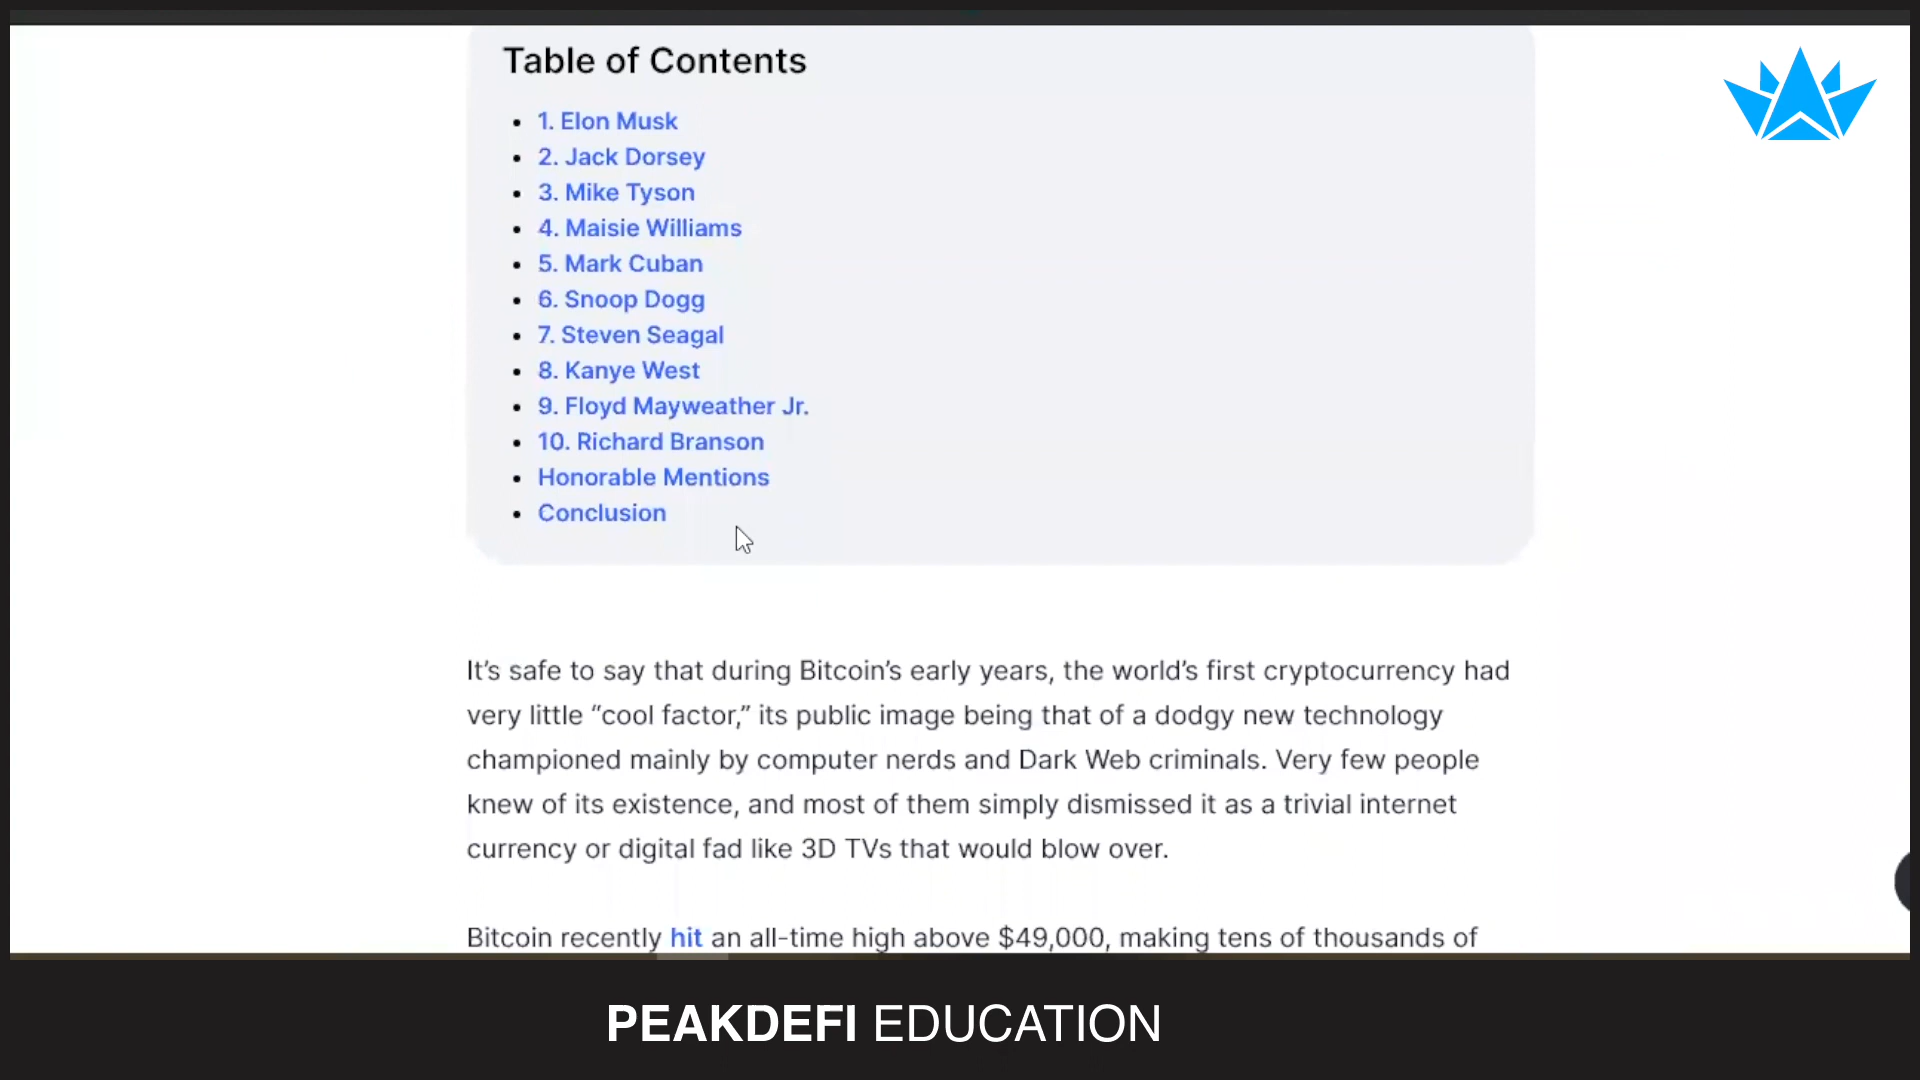 Table of Contents
• 1. Elon Musk
• 2. Jack Dorsey
• 3. Mike Tyson
• 4. Maisie Williams
• 5. Mark Cuban
• 6. Snoop Dogg
• 7. Steven Seagal
• 8. Kanye West
• 9. Floyd Mayweather Jr.
• 10. Richard Branson
• Honorable Mentions
• Conclusion
It’s safe to say that during Bitcoin’s early years, the world’s first cryptocurrency had
very little “cool factor,” its public image being that of a dodgy new technology
championed mainly by computer nerds and Dark Web criminals. Very few people
knew of its existence, and most of them simply dismissed it as a trivial internet
currency or digital fad like 3D TVs that would blow over.
Bitcoin recently hit an all-time high above $49,000, making tens of thousands of
PEAKDEFI EDUCATION